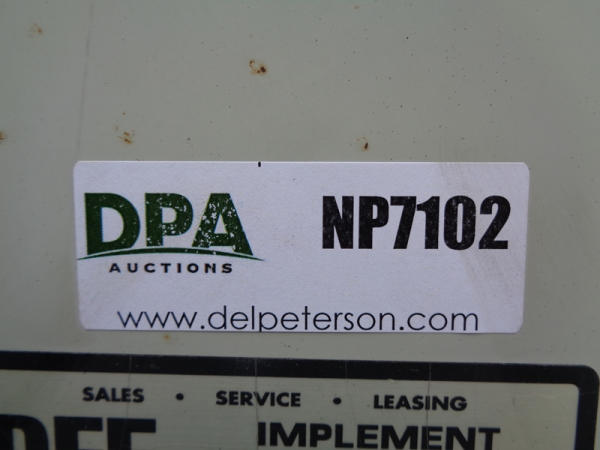 DPA
AUCTIONS
NP7102
www.delpeterson.com
SALES • SERVICE • LEASING
IMPLEMENT